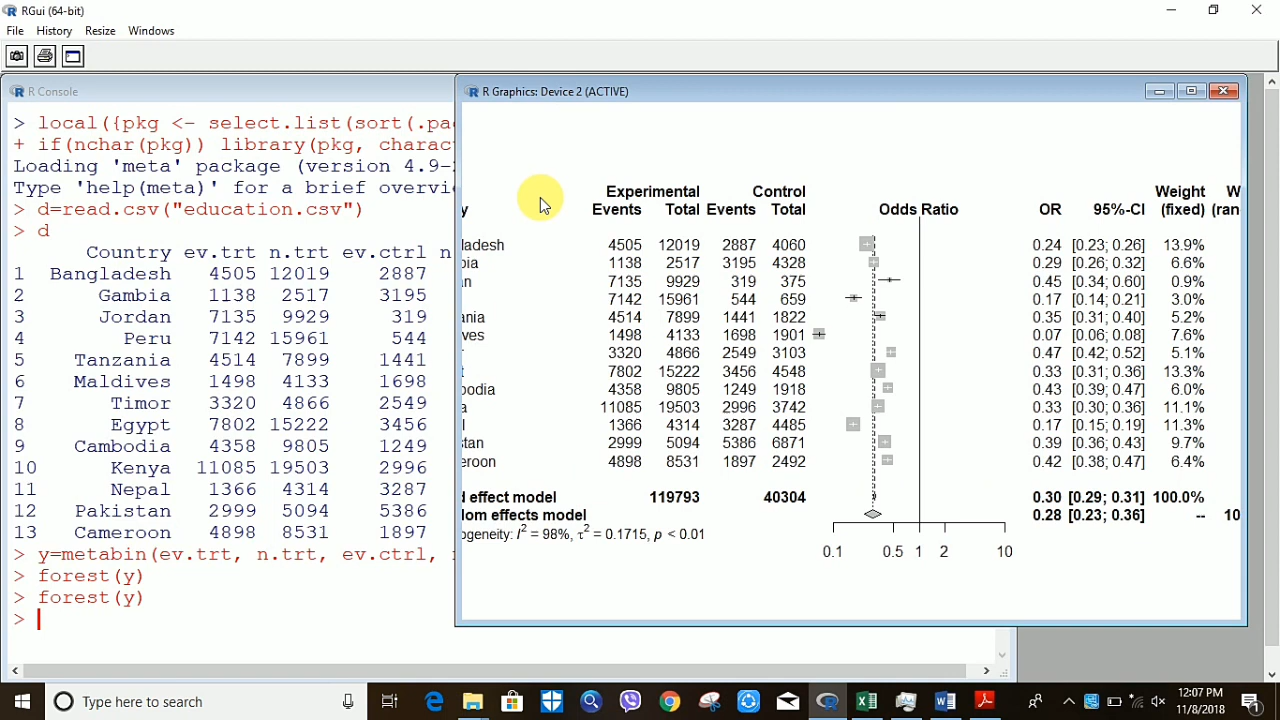 RGui (64-bit)
File History Resize Windows
R Console
> local({pkg <- select.list(sort(.pac
+ if(nchar(pkg)) library(pkg, charac
Loading 'meta' package (version 4.9-
Type 'help(meta)' for a brief overvi
> d=read.csv("education.csv")
> d
Country ev.trt n.trt ev.ctrl n
1 Bangladesh 4505 12019 2887
2 Gambia 1138 2517 3195
3 Jordan 7135 9929 319
4 Peru 7142 15961 544
5 Tanzania 4514 7899 1441
6 Maldives 1498 4133 1698
7 Timor 3320 4866 2549
8 Egypt 7802 15222 3456
9 Cambodia 4358 9805 1249
10 Kenya 11085 19503 2996
11 Nepal 1366 4314 3287
12 Pakistan 2999 5094 5386
13 Cameroon 4898 8531 1897
> y=metabin(ev.trt, n.trt, ev.ctrl,
> forest(y)
> forest(y)
>
R Graphics: Device 2 (ACTIVE)
Experimental Control Weight W
y Events Total Events Total Odds Ratio OR 95%-CI (fixed) (ran
ladesh 4505 12019 2887 4060 0.24 [0.23; 0.26] 13.9%
bia 1138 2517 3195 4328 0.29 [0.26; 0.32] 6.6%
an 7135 9929 319 375 0.45 [0.34; 0.60] 0.9%
7142 15961 544 659 0.17 [0.14; 0.21] 3.0%
ania 4514 7899 1441 1822 0.35 [0.31; 0.40] 5.2%
ves 1498 4133 1698 1901 0.07 [0.06; 0.08] 7.6%
r 3320 4866 2549 3103 0.47 [0.42; 0.52] 5.1%
t 7802 15222 3456 4548 0.33 [0.31; 0.36] 13.3%
bodia 4358 9805 1249 1918 0.43 [0.39; 0.47] 6.0%
a 11085 19503 2996 3742 0.33 [0.30; 0.36] 11.1%
l 1366 4314 3287 4485 0.17 [0.15; 0.19] 11.3%
stan 2999 5094 5386 6871 0.39 [0.36; 0.43] 9.7%
eroon 4898 8531 1897 2492 0.42 [0.38; 0.47] 6.4%
d effect model 119793 40304 0.30 [0.29; 0.31] 100.0%
dom effects model 0.28 [0.23; 0.36] -- 10
ogeneity: I² = 98%, τ² = 0.1715, p < 0.01
0.1 0.5 1 2 10
Type here to search
12:07 PM
11/8/2018
1